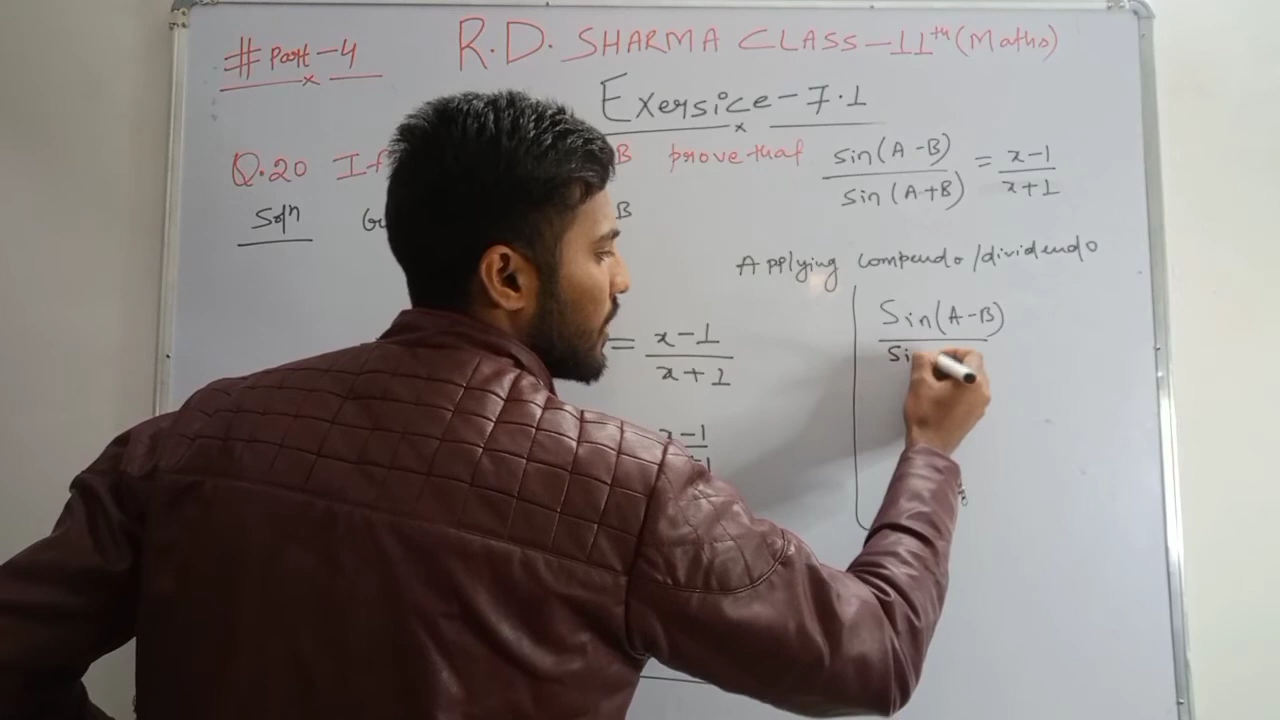 # Part-4 R.D. SHARMA CLASS-11th (Maths)
Exersice-7.1
Q.20 If B prove that sin(A-B)/sin(A+B) = x-1/x+1
Soln B
Applying compendo/dividendo
= x-1/x+1
Sin(A-B)
Si
x-1